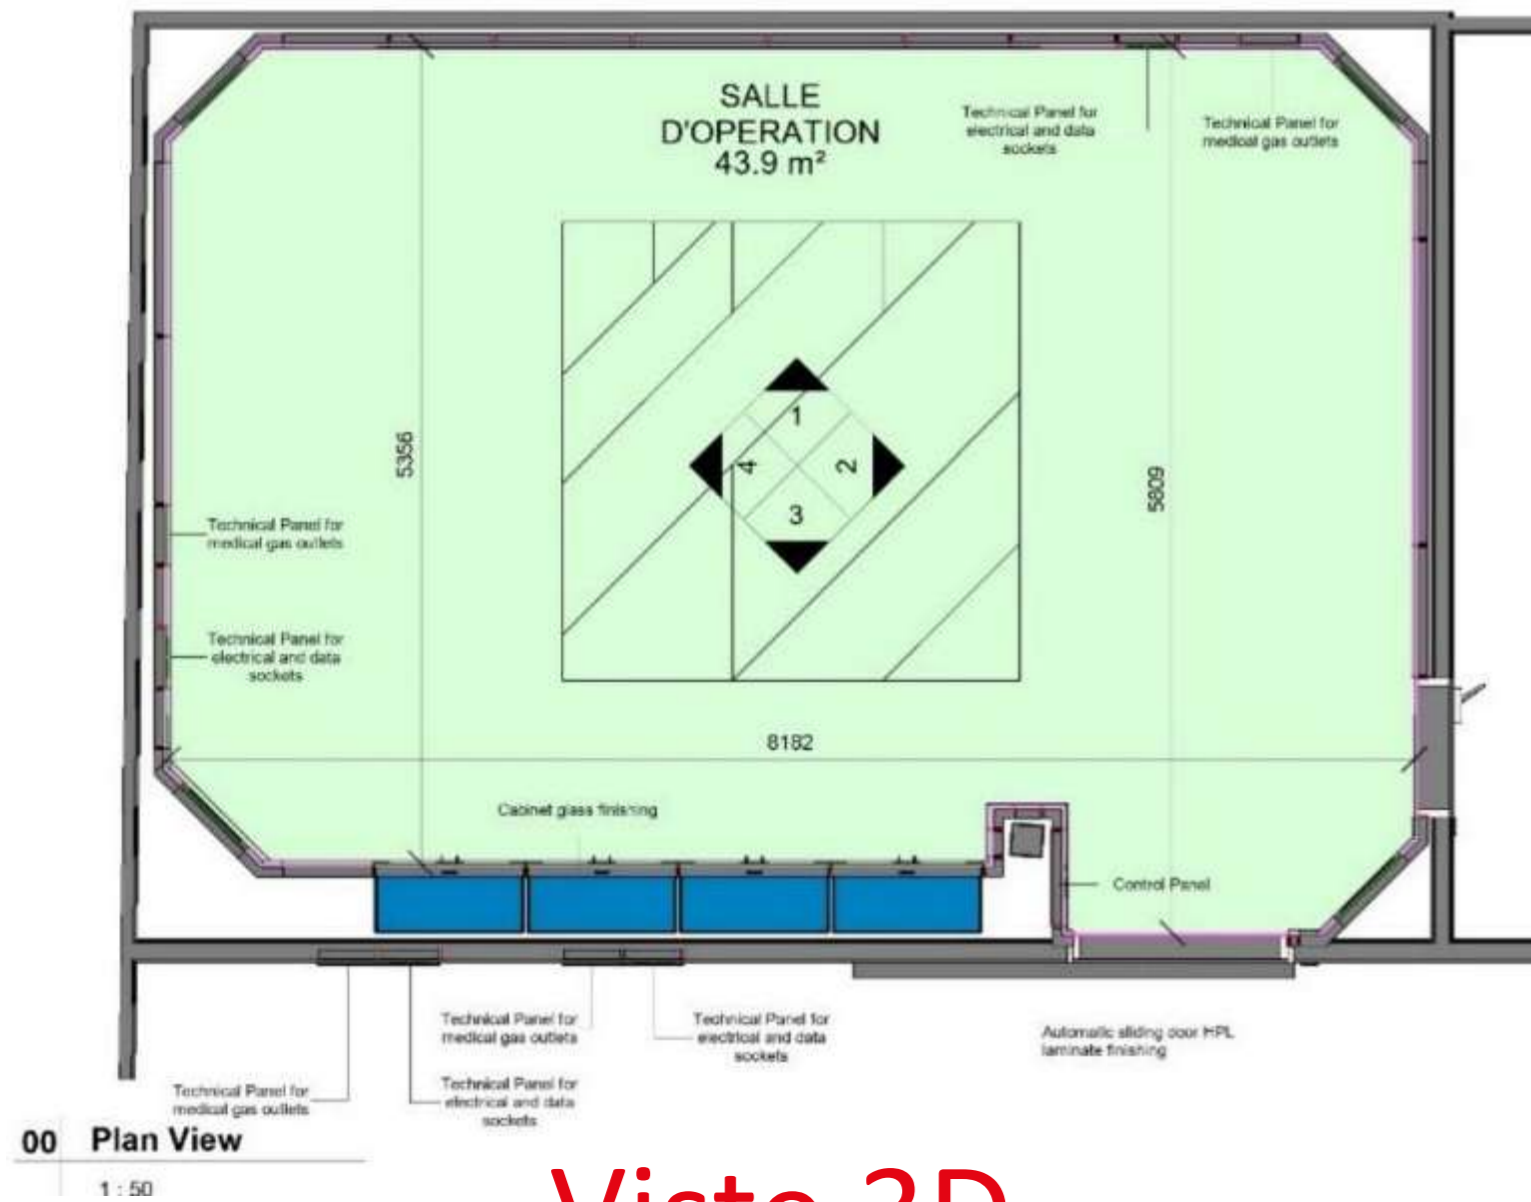 SALLE
D'OPERATION
43.9 m²
Technical Panel for
electrical and data
sockets
Technical Panel for
medical gas outlets
1
4
2
3
5356
5809
Technical Panel for
medical gas outlets
Technical Panel for
electrical and data
sockets
8182
Cabinet glass finishing
Control Panel
Technical Panel for
medical gas outlets
Technical Panel for
electrical and data
sockets
Automatic sliding door HPL
laminate finishing
Technical Panel for
medical gas outlets
Technical Panel for
electrical and data
sockets
00 Plan View
1 : 50